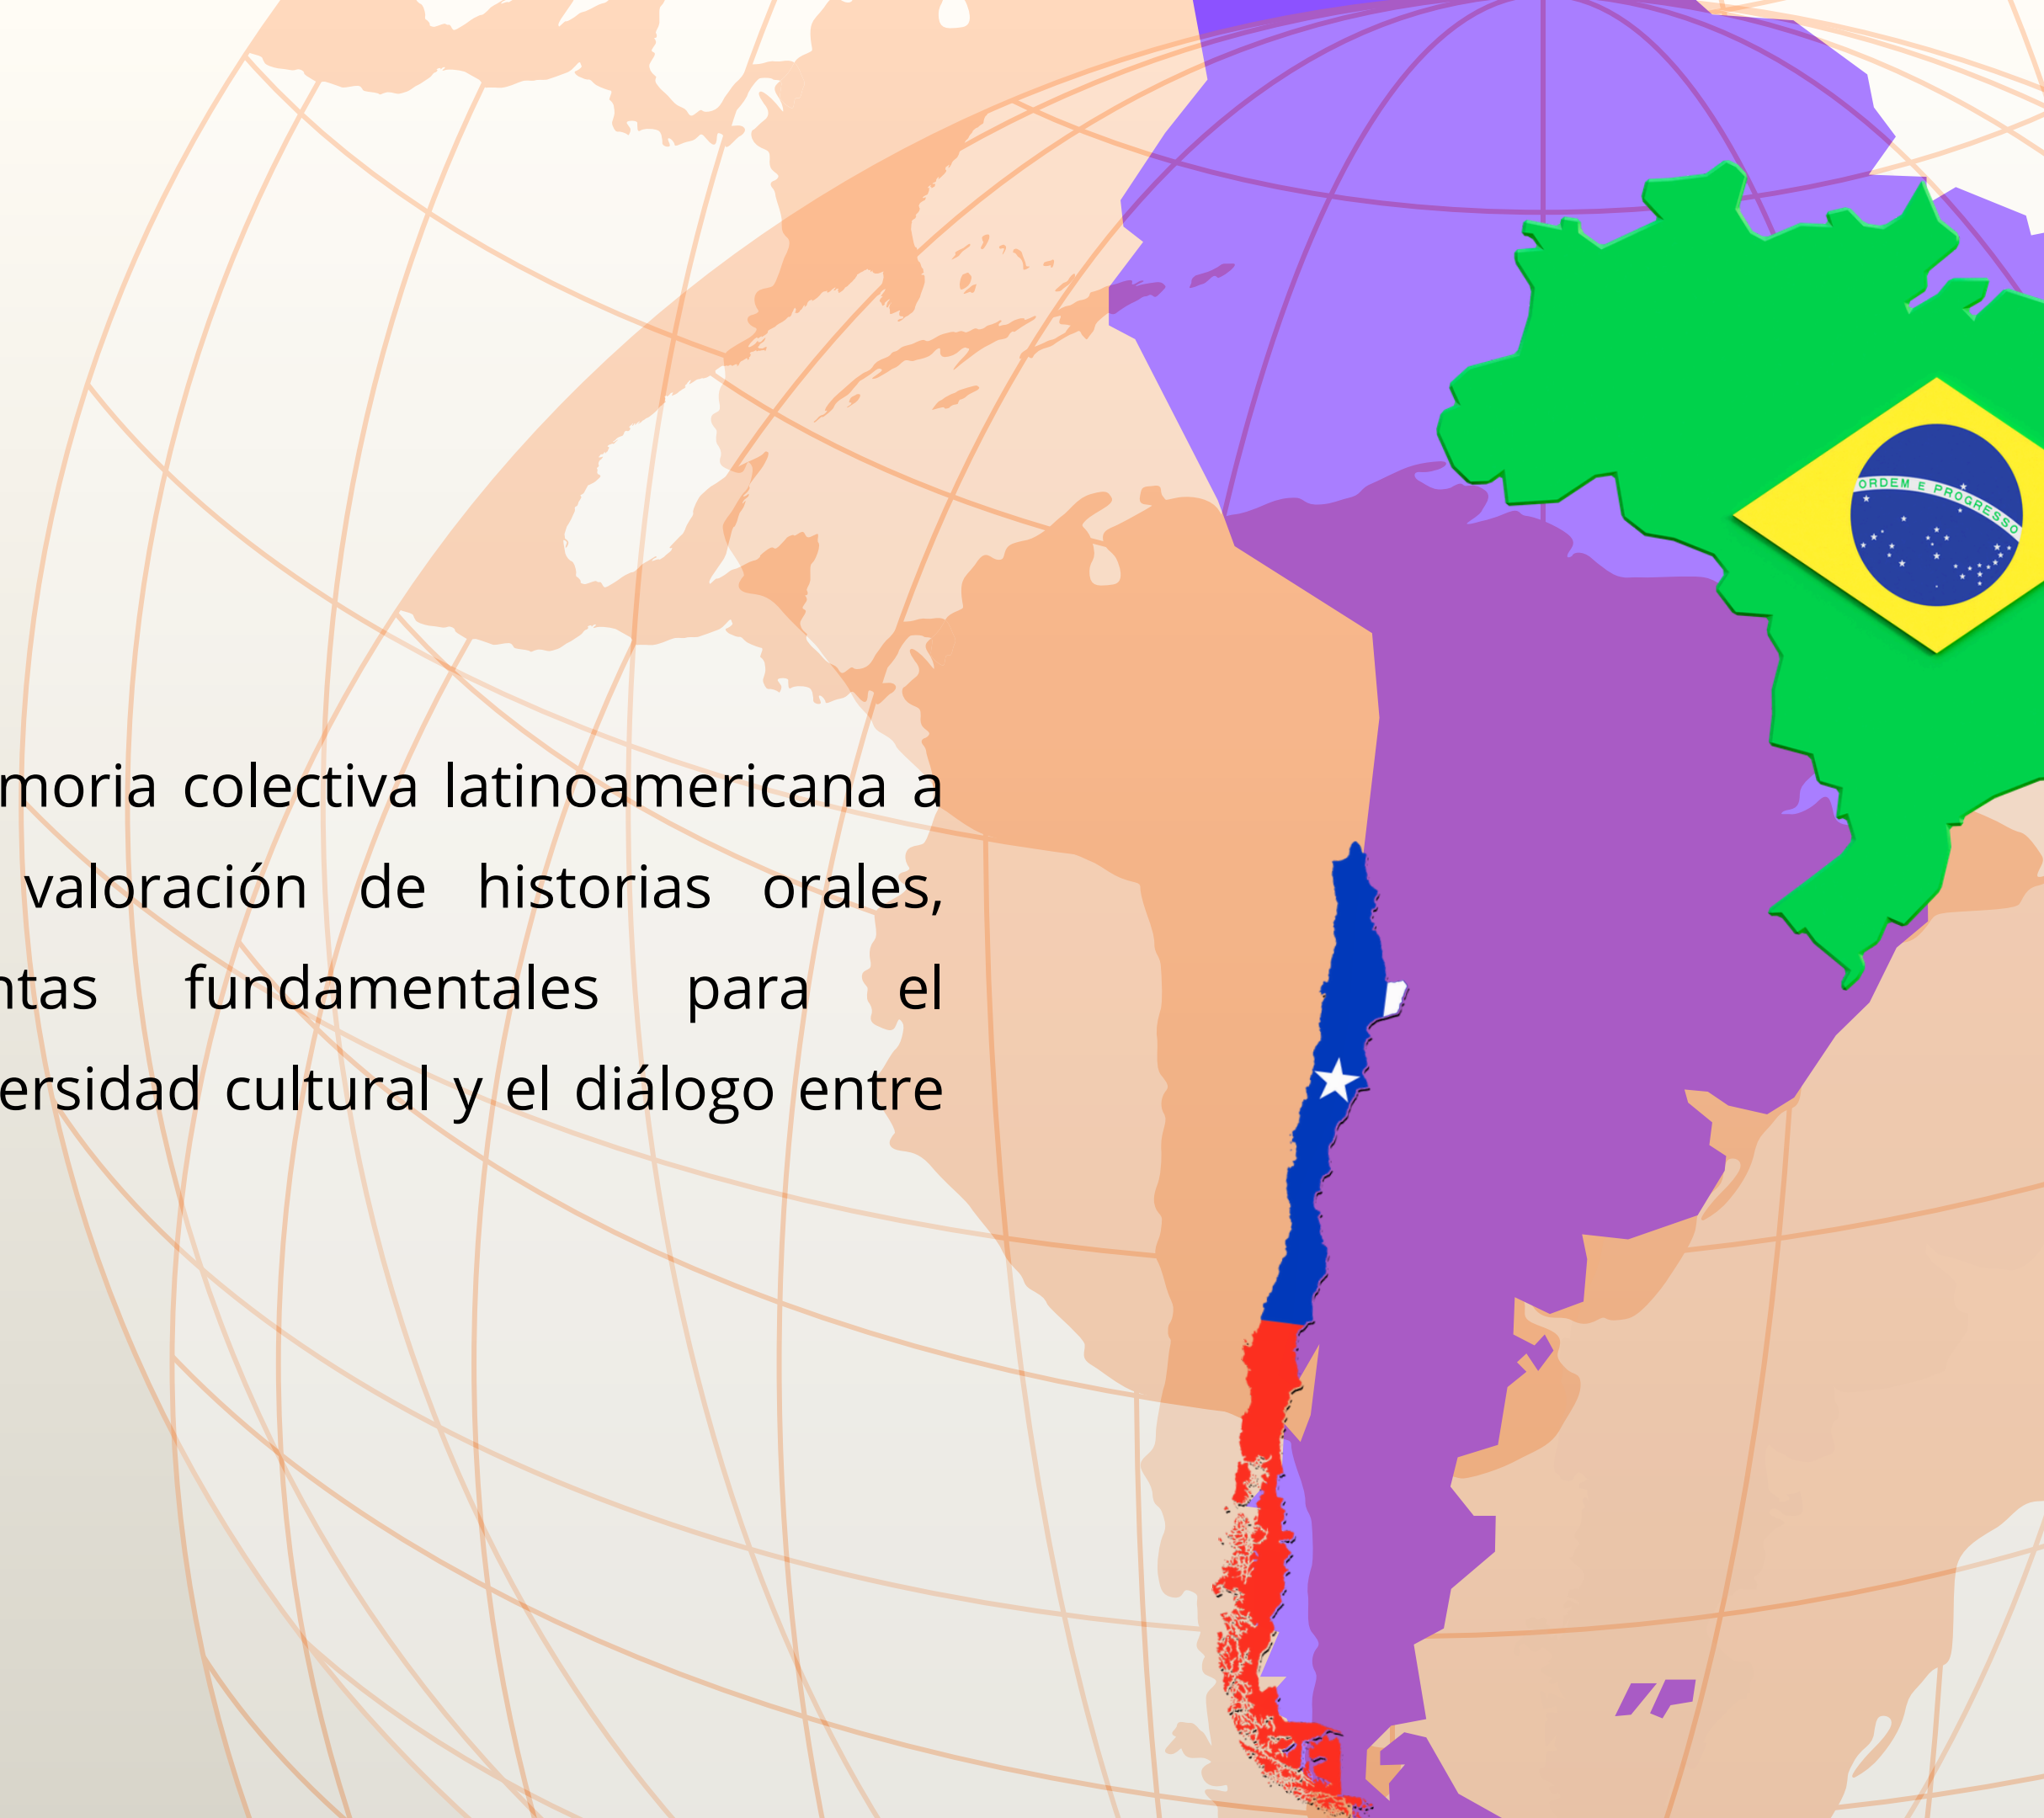 moria colectiva latinoamericana a
valoración de historias orales,
ntas fundamentales para el
ersidad cultural y el diálogo entre
ORDEM E PROGRESSO